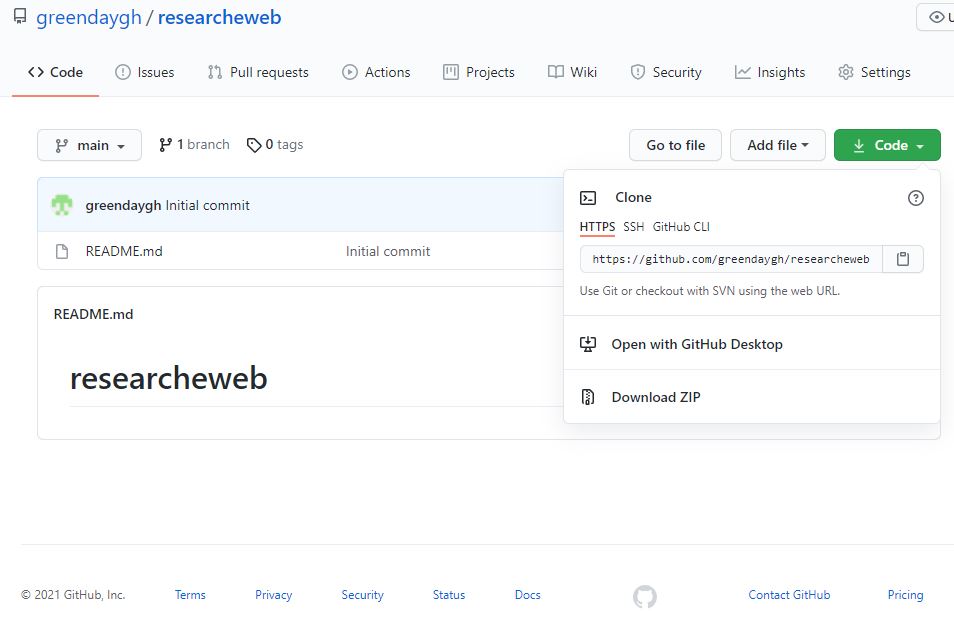 greendaygh / researcheweb
Code Issues Pull requests Actions Projects Wiki Security Insights Settings
main 1 branch 0 tags Go to file Add file Code
greendaygh Initial commit
README.md Initial commit
Clone
HTTPS SSH GitHub CLI
https://github.com/greendaygh/researcheweb
Use Git or checkout with SVN using the web URL.
Open with GitHub Desktop
Download ZIP
README.md
researcheweb
© 2021 GitHub, Inc. Terms Privacy Security Status Docs Contact GitHub Pricing